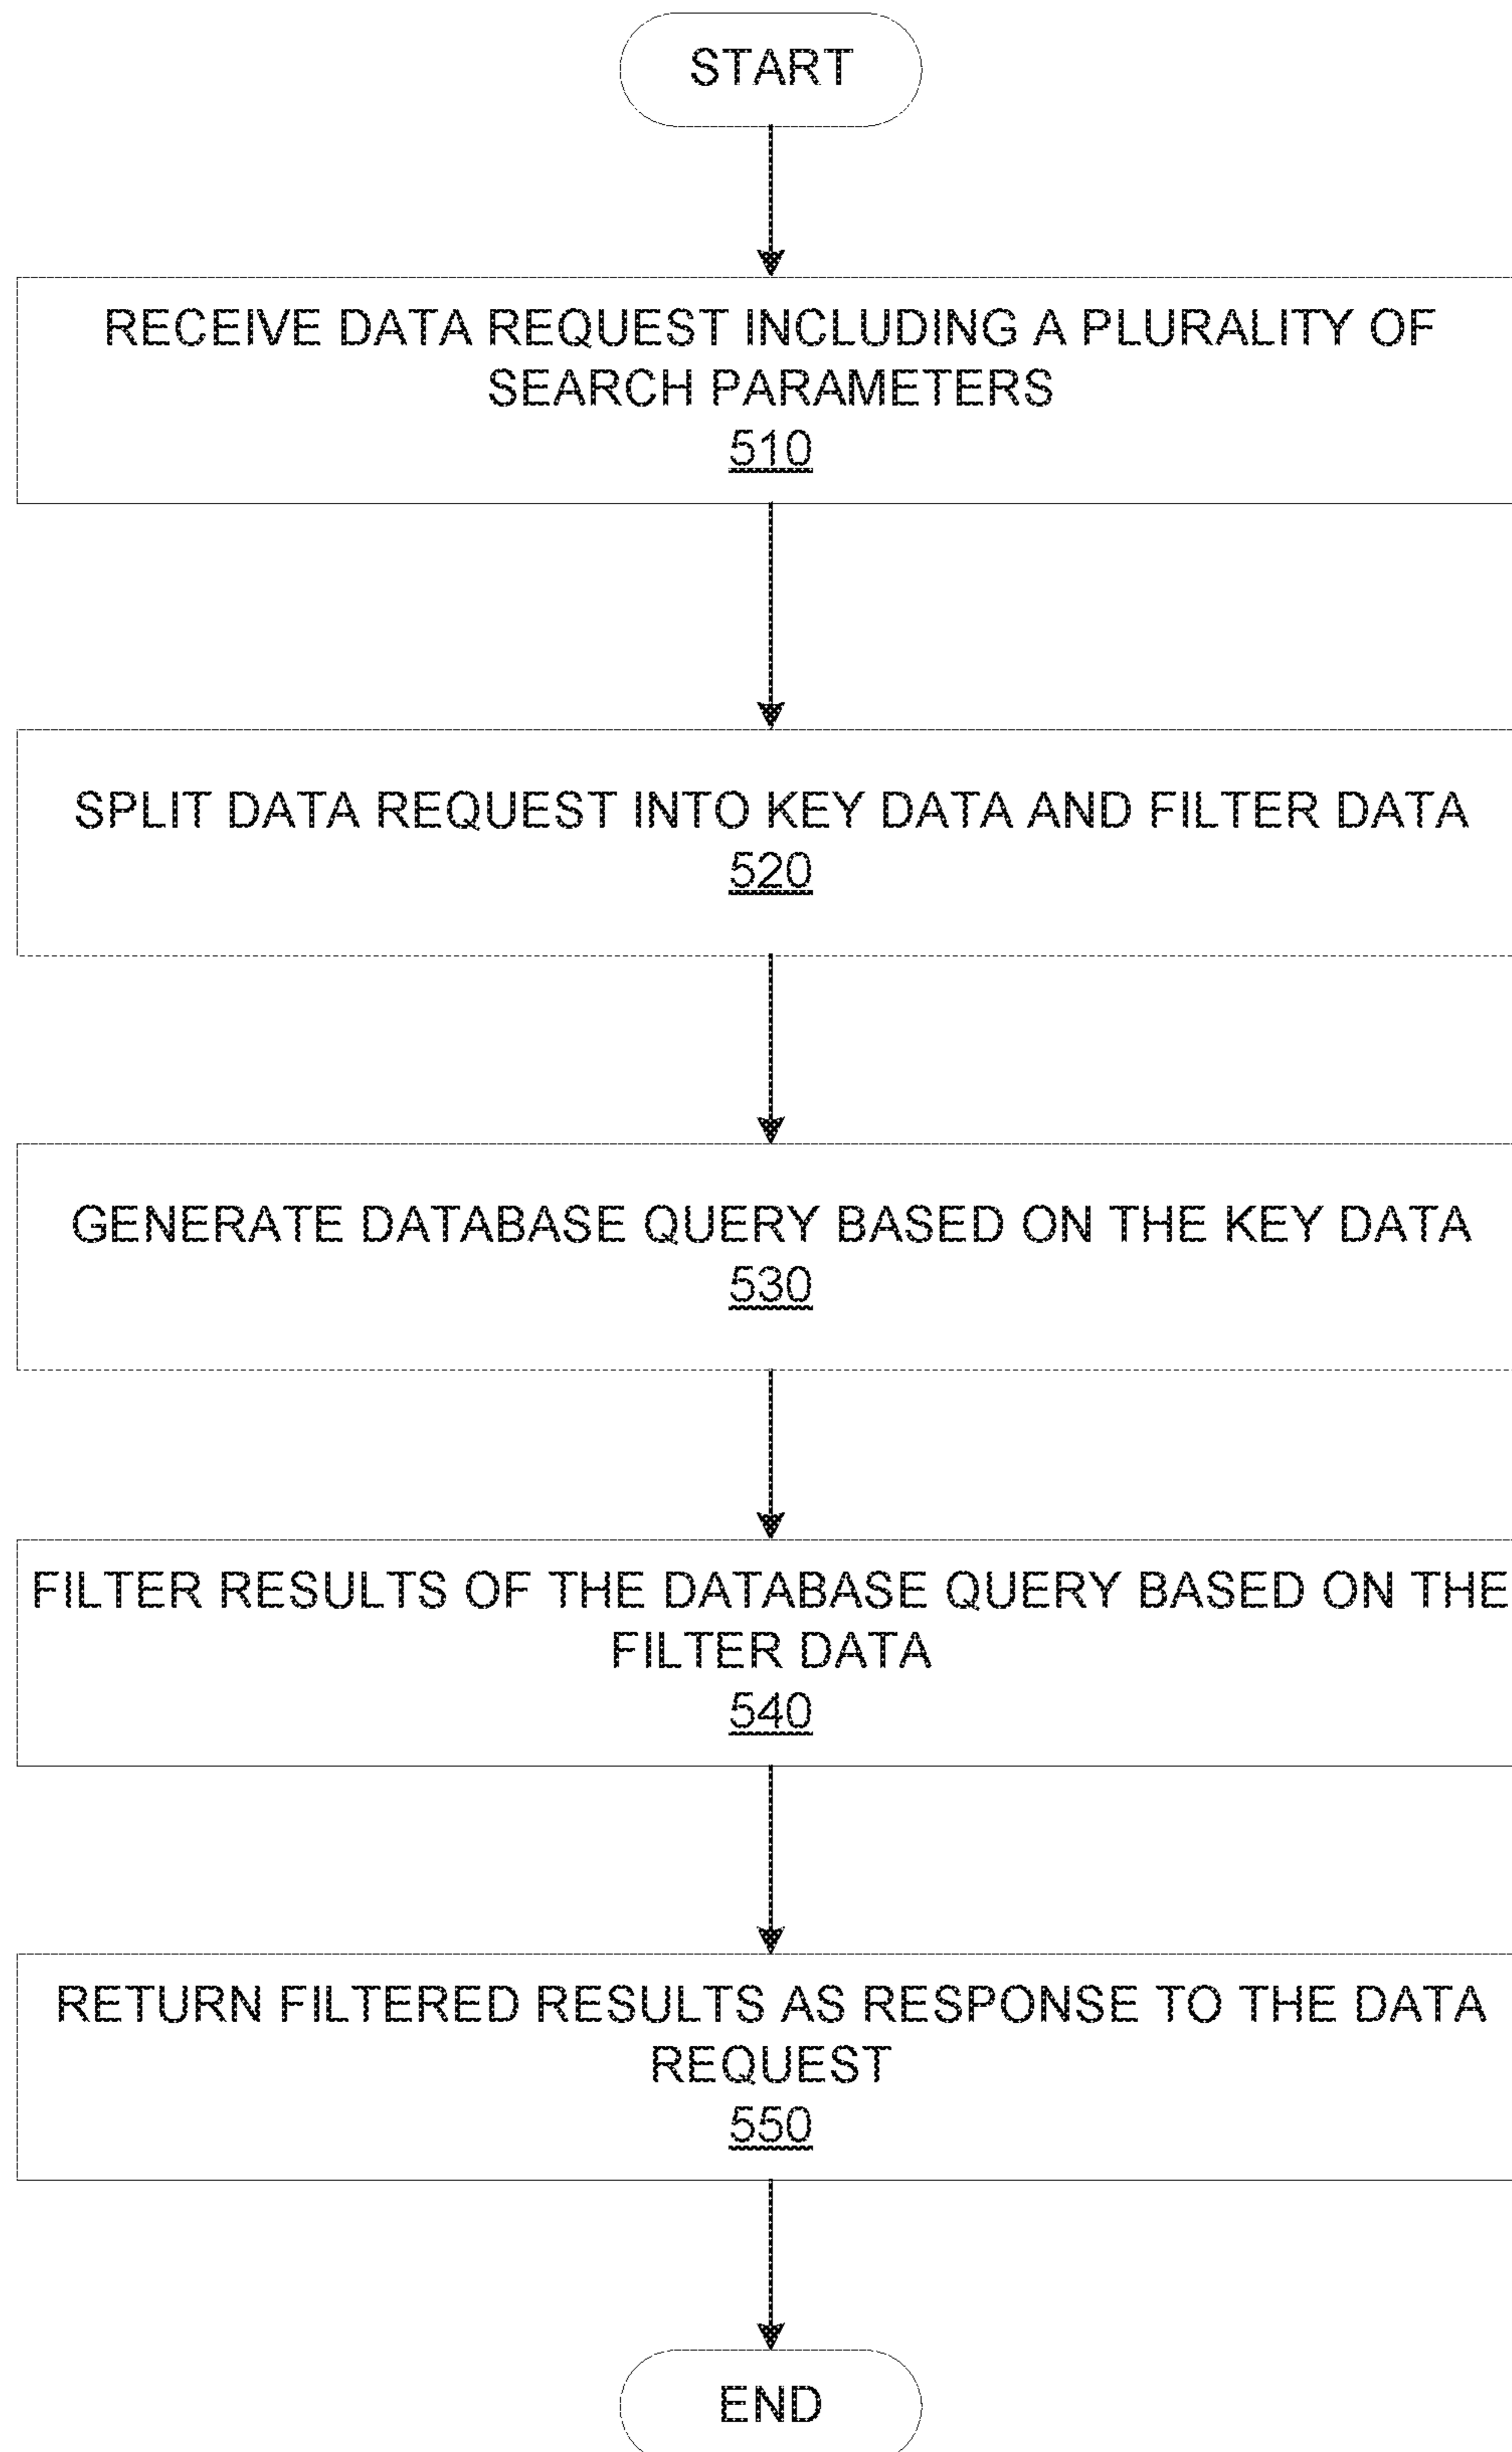 START
RECEIVE DATA REQUEST INCLUDING A PLURALITY OF
SEARCH PARAMETERS
510
SPLIT DATA REQUEST INTO KEY DATA AND FILTER DATA
520
GENERATE DATABASE QUERY BASED ON THE KEY DATA
530
FILTER RESULTS OF THE DATABASE QUERY BASED ON THE
FILTER DATA
540
RETURN FILTERED RESULTS AS RESPONSE TO THE DATA
REQUEST
550
END